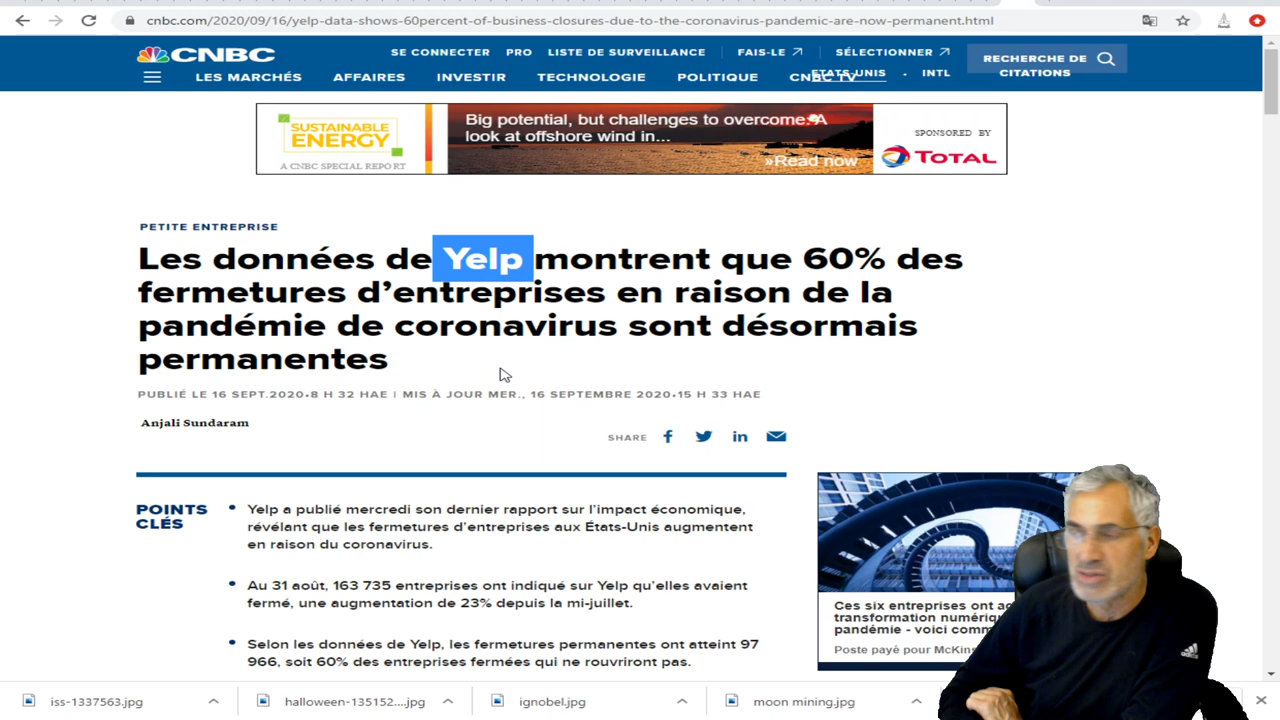 cnbc.com/2020/09/16/yelp-data-shows-60percent-of-business-closures-due-to-the-coronavirus-pandemic-are-now-permanent.html
CNBC
SE CONNECTER PRO LISTE DE SURVEILLANCE FAIS-LE SÉLECTIONNER
RECHERCHE DE CITATIONS
LES MARCHÉS AFFAIRES INVESTIR TECHNOLOGIE POLITIQUE CNBC TV
ETATS-UNIS . INTL
SUSTAINABLE ENERGY
A CNBC SPECIAL REPORT
Big potential, but challenges to overcome: A
look at offshore wind in...
»Read now
SPONSORED BY
TOTAL
PETITE ENTREPRISE
Les données de Yelp montrent que 60% des
fermetures d'entreprises en raison de la
pandémie de coronavirus sont désormais
permanentes
PUBLIÉ LE 16 SEPT.2020•8 H 32 HAE | MIS À JOUR MER., 16 SEPTEMBRE 2020•15 H 33 HAE
Anjali Sundaram
SHARE
POINTS
CLÉS
Yelp a publié mercredi son dernier rapport sur l'impact économique,
révélant que les fermetures d'entreprises aux États-Unis augmentent
en raison du coronavirus.
Au 31 août, 163 735 entreprises ont indiqué sur Yelp qu'elles avaient
fermé, une augmentation de 23% depuis la mi-juillet.
Selon les données de Yelp, les fermetures permanentes ont atteint 97
966, soit 60% des entreprises fermées qui ne rouvriront pas.
Ces six entreprises ont
transformation
pandémie - voici
Poste payé pour
adidas
iss-1337563.jpg
halloween-135152....jpg
ignobel.jpg
moon mining.jpg